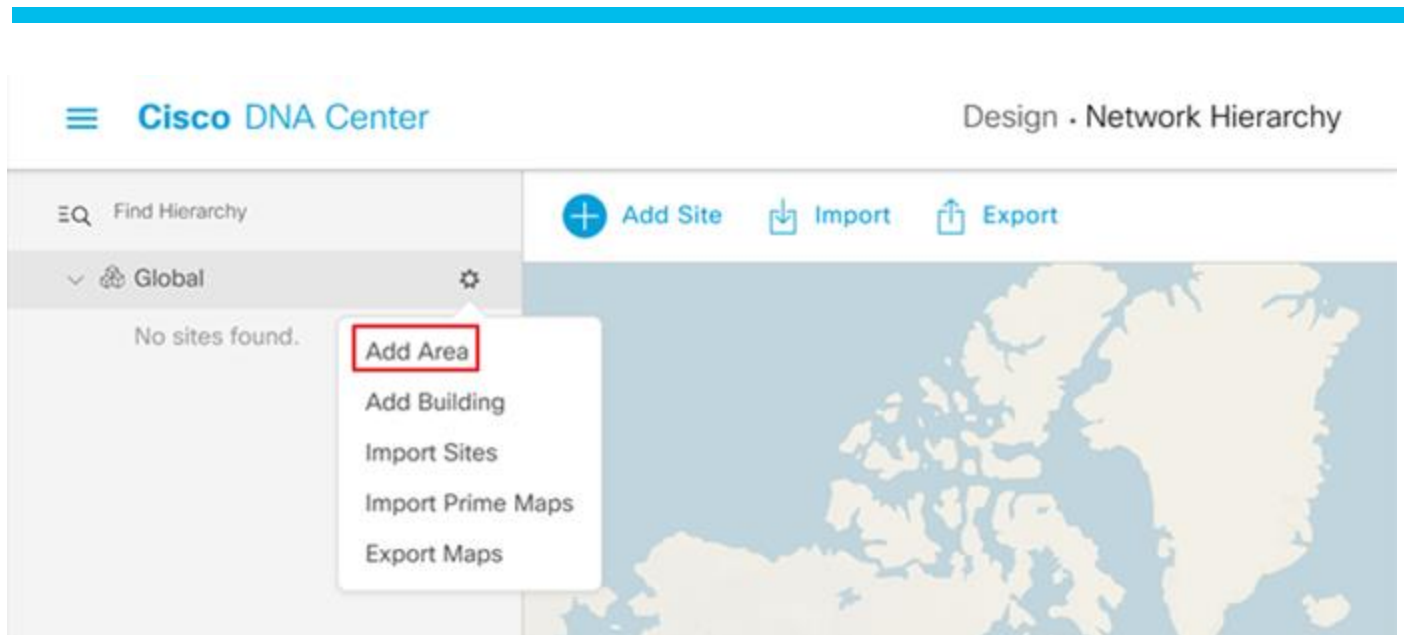 Cisco DNA Center
Design · Network Hierarchy
Find Hierarchy
Add Site
Import
Export
Global
No sites found.
Add Area
Add Building
Import Sites
Import Prime Maps
Export Maps